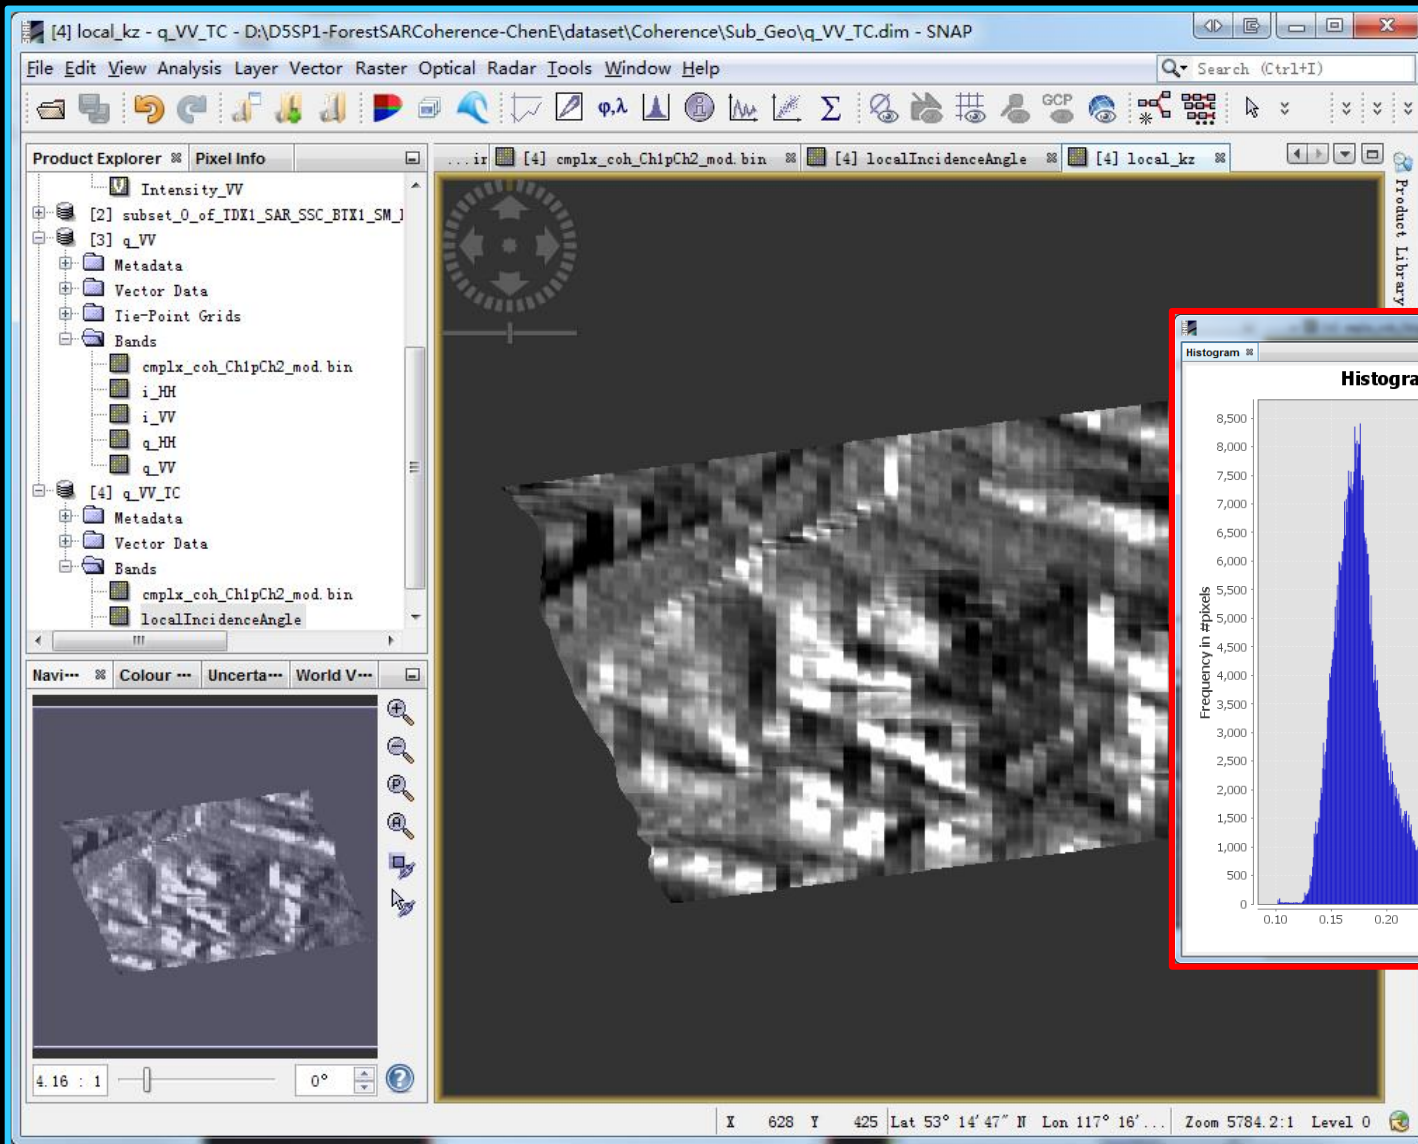 [4] local_kz - q_VV_TC - D:\D5SP1-ForestSARCoherence-ChenE\dataset\Coherence\Sub_Geo\q_VV_TC.dim - SNAP
File Edit View Analysis Layer Vector Raster Optical Radar Tools Window Help
Search (Ctrl+I)
φ,λ
Σ
GCP
Product Explorer
Pixel Info
...ir
[4] cmplx_coh_Ch1pCh2_mod.bin
[4] localIncidenceAngle
[4] local_kz
Product Library
Intensity_VV
[2] subset_0_of_TDX1_SAR_SSC_BTX1_SM_
[3] q_VV
Metadata
Vector Data
Tie-Point Grids
Bands
cmplx_coh_Ch1pCh2_mod.bin
i_HH
i_VV
q_HH
q_VV
[4] q_VV_TC
Metadata
Vector Data
Bands
cmplx_coh_Ch1pCh2_mod.bin
localIncidenceAngle
Navi...
Colour ...
Uncerta...
World V...
4.16 : 1
0°
Histogram
Histogra
Frequency in #pixels
8,500
8,000
7,500
7,000
6,500
6,000
5,500
5,000
4,500
4,000
3,500
3,000
2,500
2,000
1,500
1,000
500
0
0.10 0.15 0.20
X 628 Y 425 Lat 53° 14′47″ N Lon 117° 16′... Zoom 5784.2:1 Level 0